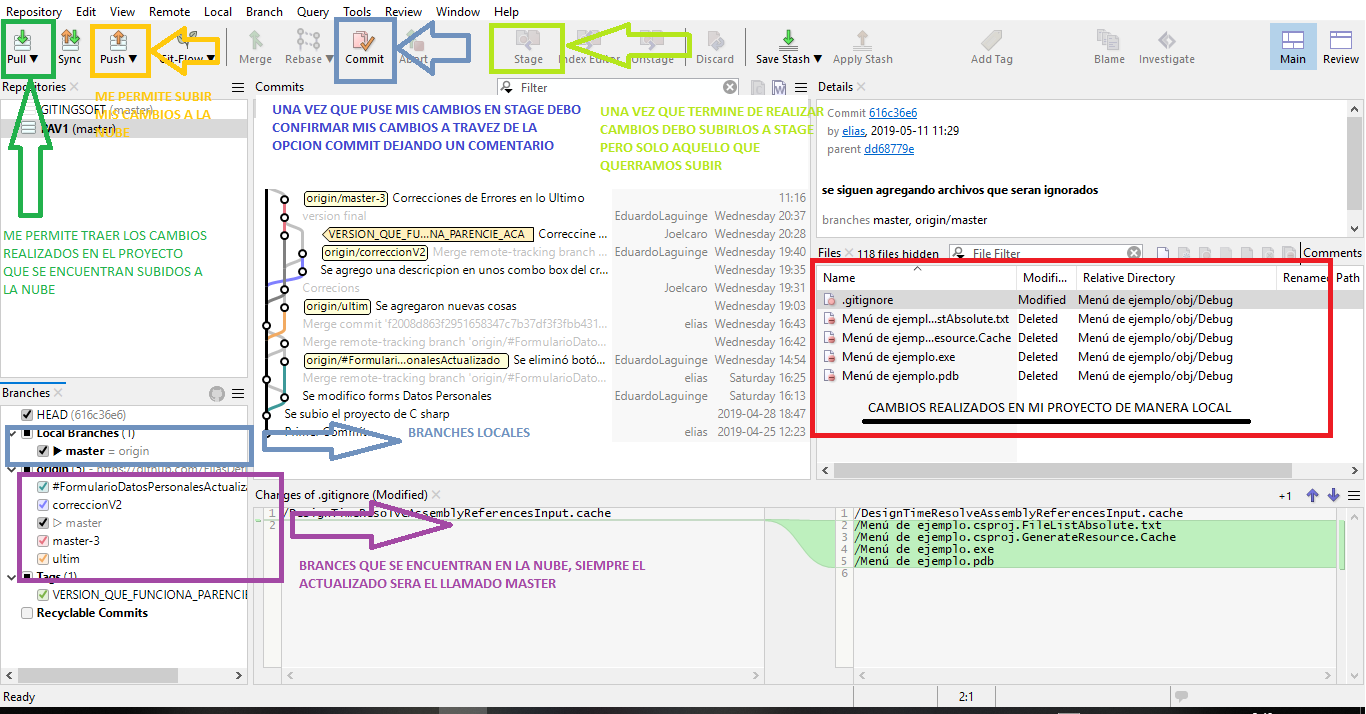 Repository Edit View Remote Local Branch Query Tools Review Window Help
Pull Sync Push Git-Flow Merge Rebase Commit Abort Stage Index Editor Unstage Discard Save Stash Apply Stash Add Tag Blame Investigate Main Review
Repositories
GITINGSOFT (master)
PAV1 (master)
ME PERMITE SUBIR
MIS CAMBIOS A LA
NUBE
ME PERMITE TRAER LOS CAMBIOS
REALIZADOS EN EL PROYECTO
QUE SE ENCUENTRAN SUBIDOS A
LA NUBE
Commits
Filter
UNA VEZ QUE PUSE MIS CAMBIOS EN STAGE DEBO
CONFIRMAR MIS CAMBIOS A TRAVEZ DE LA
OPCION COMMIT DEJANDO UN COMENTARIO
UNA VEZ QUE TERMINE DE REALIZAR
CAMBIOS DEBO SUBIRLOS A STAGE
PERO SOLO AQUELLO QUE
QUERRAMOS SUBIR
origin/master-3 Correcciones de Errores en lo Ultimo 11:16
version final EduardoLaguinge Wednesday 20:37
VERSION_QUE_FU...NA_PARENCIE_ACA Correccine ... Joelcaro Wednesday 20:28
origin/correccionV2 Merge remote-tracking branch ... EduardoLaguinge Wednesday 19:40
Se agrego una descricpion en unos combo box del cr... Wednesday 19:35
Correcions Joelcaro Wednesday 19:31
origin/ultim Se agregaron nuevas cosas Wednesday 19:03
Merge commit 'f2008d863f2951658347c7b37df3f3fbb431... elias Wednesday 16:43
Merge remote-tracking branch 'origin/#FormularioDato... Wednesday 16:42
origin/#Formulari...onalesActualizado Se eliminó botó... EduardoLaguinge Wednesday 14:54
Merge remote-tracking branch 'origin/#FormularioDato... elias Saturday 16:25
Se modifico forms Datos Personales EduardoLaguinge Saturday 16:13
Se subio el proyecto de C sharp 2019-04-28 18:47
Primer Commit elias 2019-04-25 12:23
BRANCHES LOCALES
Details
Commit 616c36e6
by elias, 2019-05-11 11:29
parent dd68779e
se siguen agregando archivos que seran ignorados
branches master, origin/master
Files 118 files hidden File Filter Comments
Name Modifi... Relative Directory Renamed Path
.gitignore Modified Menú de ejemplo/obj/Debug
Menú de ejempl...stAbsolute.txt Deleted Menú de ejemplo/obj/Debug
Menú de ejemp...esource.Cache Deleted Menú de ejemplo/obj/Debug
Menú de ejemplo.exe Deleted Menú de ejemplo/obj/Debug
Menú de ejemplo.pdb Deleted Menú de ejemplo/obj/Debug
CAMBIOS REALIZADOS EN MI PROYECTO DE MANERA LOCAL
Branches
HEAD (616c36e6)
Local Branches (1)
master = origin
origin (5) - https://github.com/
#FormularioDatosPersonalesActualiza
correccionV2
master
master-3
ultim
Tags (1)
VERSION_QUE_FUNCIONA_PARENCIE
Recyclable Commits
Changes of .gitignore (Modified) +1
1 /DesignTimeResolveAssemblyReferencesInput.cache
2
BRANCES QUE SE ENCUENTRAN EN LA NUBE, SIEMPRE EL
ACTUALIZADO SERA EL LLAMADO MASTER
1 /DesignTimeResolveAssemblyReferencesInput.cache
2 /Menú de ejemplo.csproj.FileListAbsolute.txt
3 /Menú de ejemplo.csproj.GenerateResource.Cache
4 /Menú de ejemplo.exe
5 /Menú de ejemplo.pdb
6
Ready 2:1